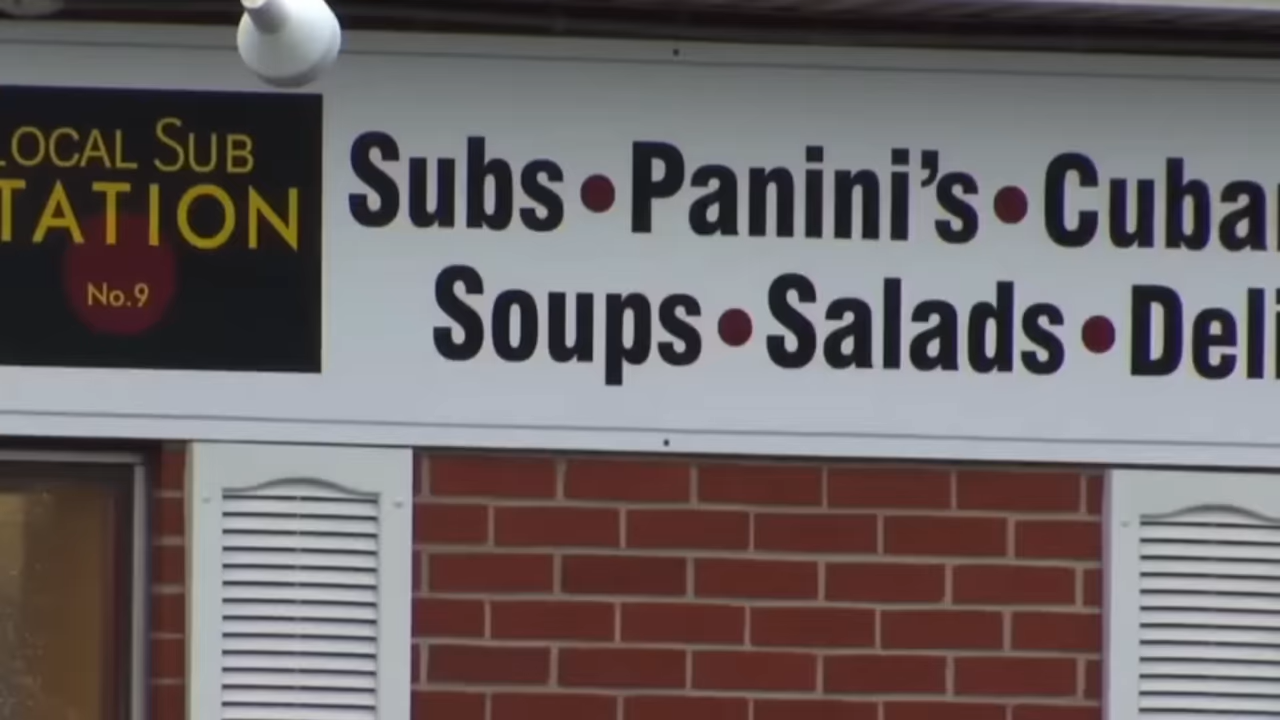 LOCAL SUB
TATION
No.9
Subs•Panini's•Cuba
Soups•Salads•Deli